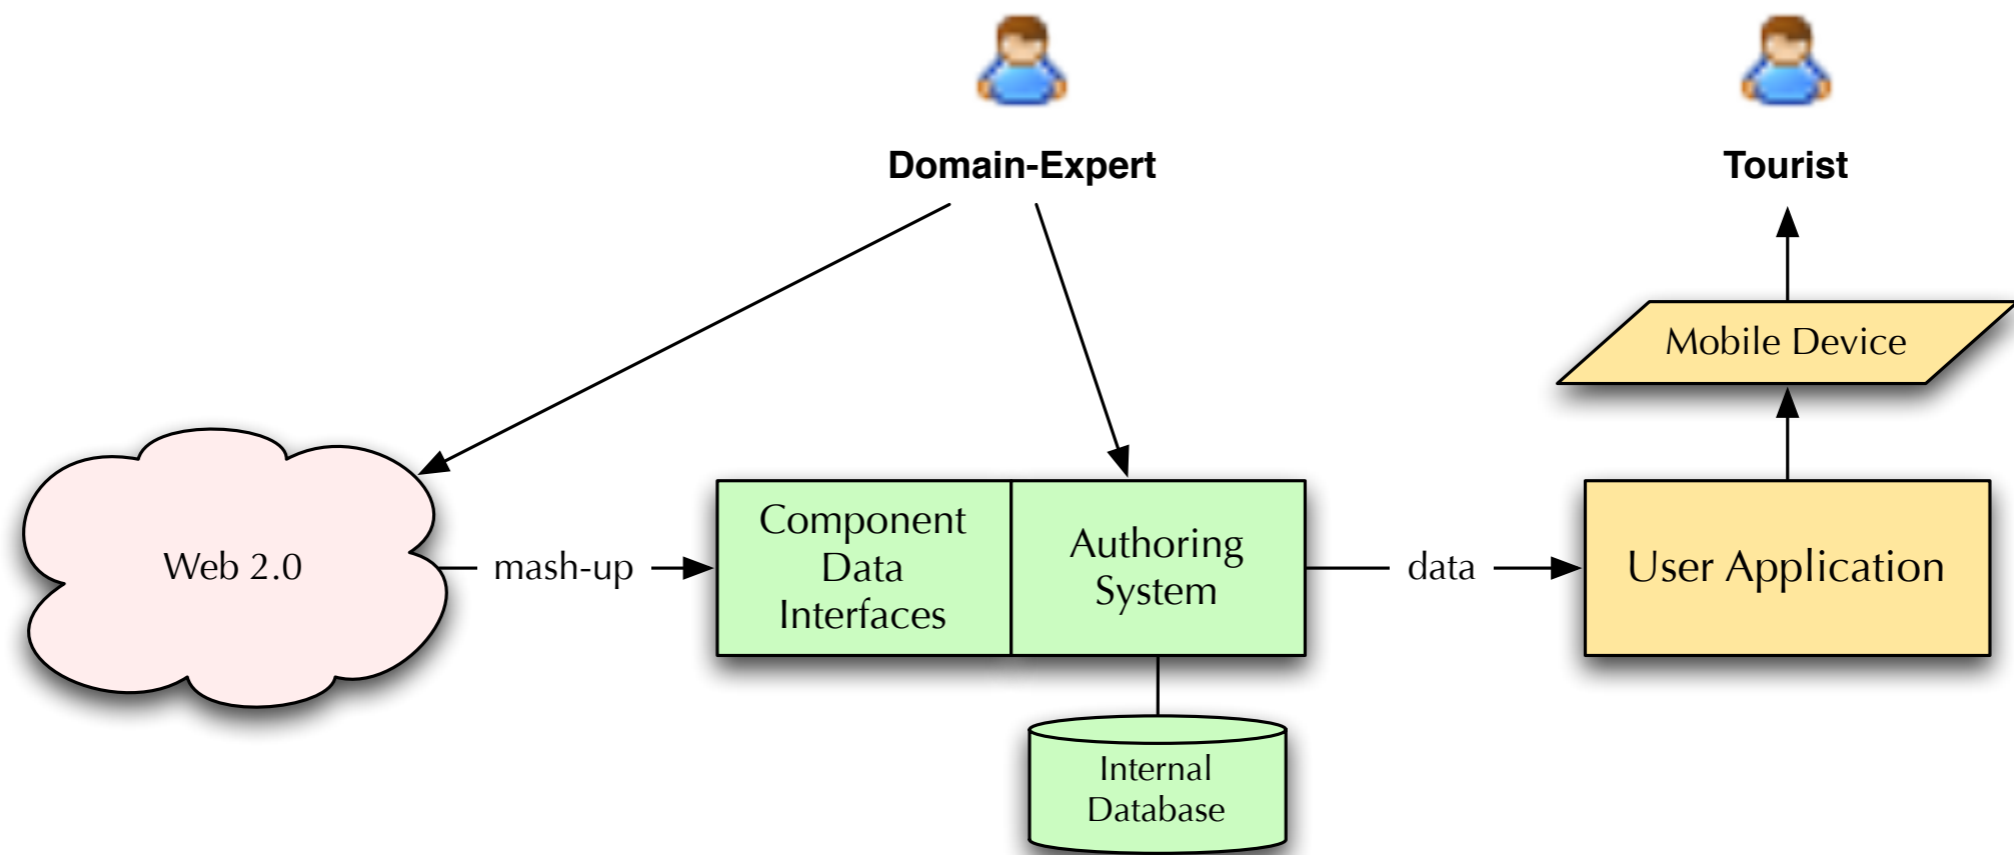 Domain-Expert
Tourist
Mobile Device
Web 2.0
mash-up
Component
Data
Interfaces
Authoring
System
data
User Application
Internal
Database